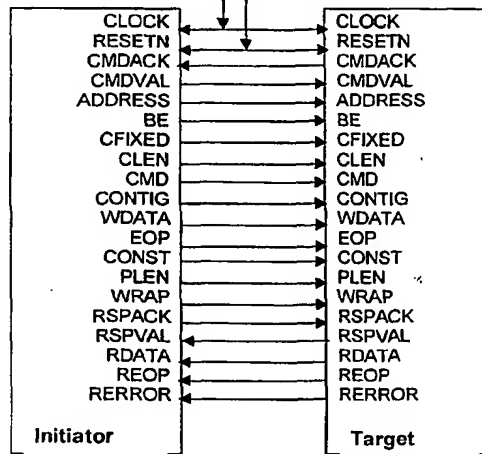 CLOCK CLOCK
RESETN RESETN
CMDACK CMDACK
CMDVAL CMDVAL
ADDRESS ADDRESS
BE BE
CFIXED CFIXED
CLEN CLEN
CMD CMD
CONTIG CONTIG
WDATA WDATA
EOP EOP
CONST CONST
PLEN PLEN
WRAP WRAP
RSPACK RSPACK
RSPVAL RSPVAL
RDATA RDATA
REOP REOP
RERROR RERROR
Initiator Target